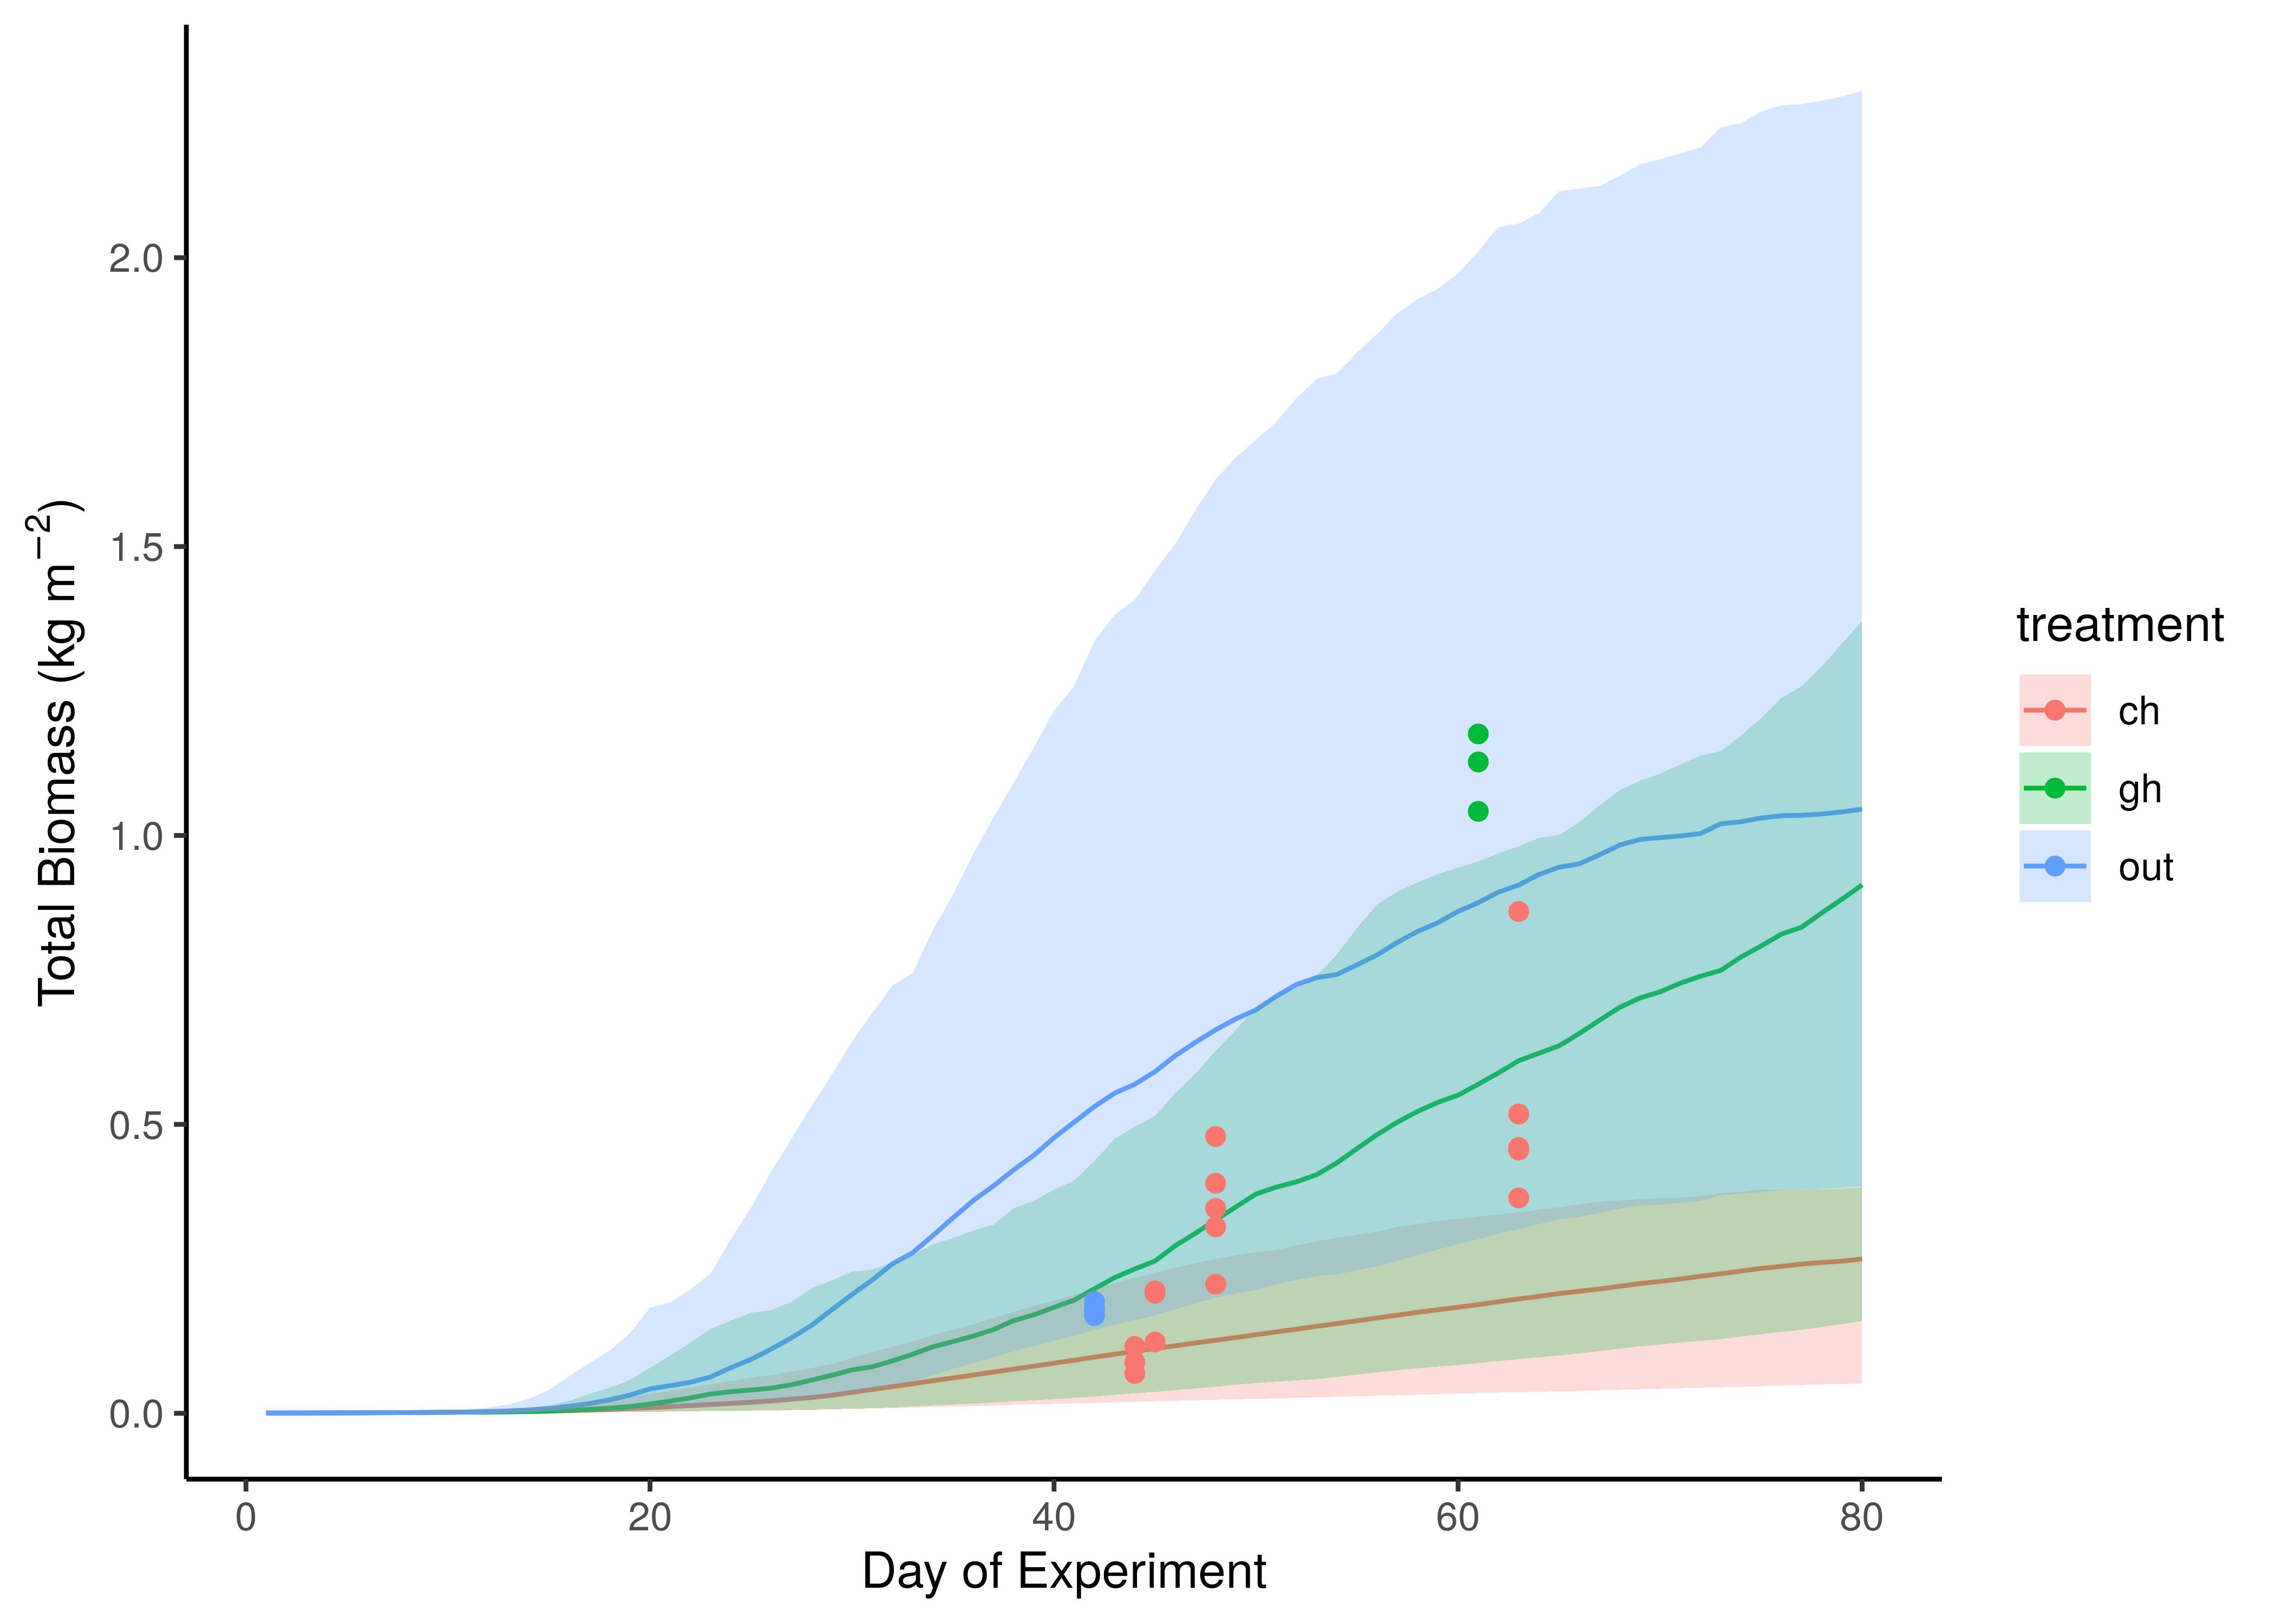 Total Biomass (kg m⁻²)
2.0
1.5
1.0
0.5
0.0
0 20 40 60 80
Day of Experiment
treatment
ch
gh
out